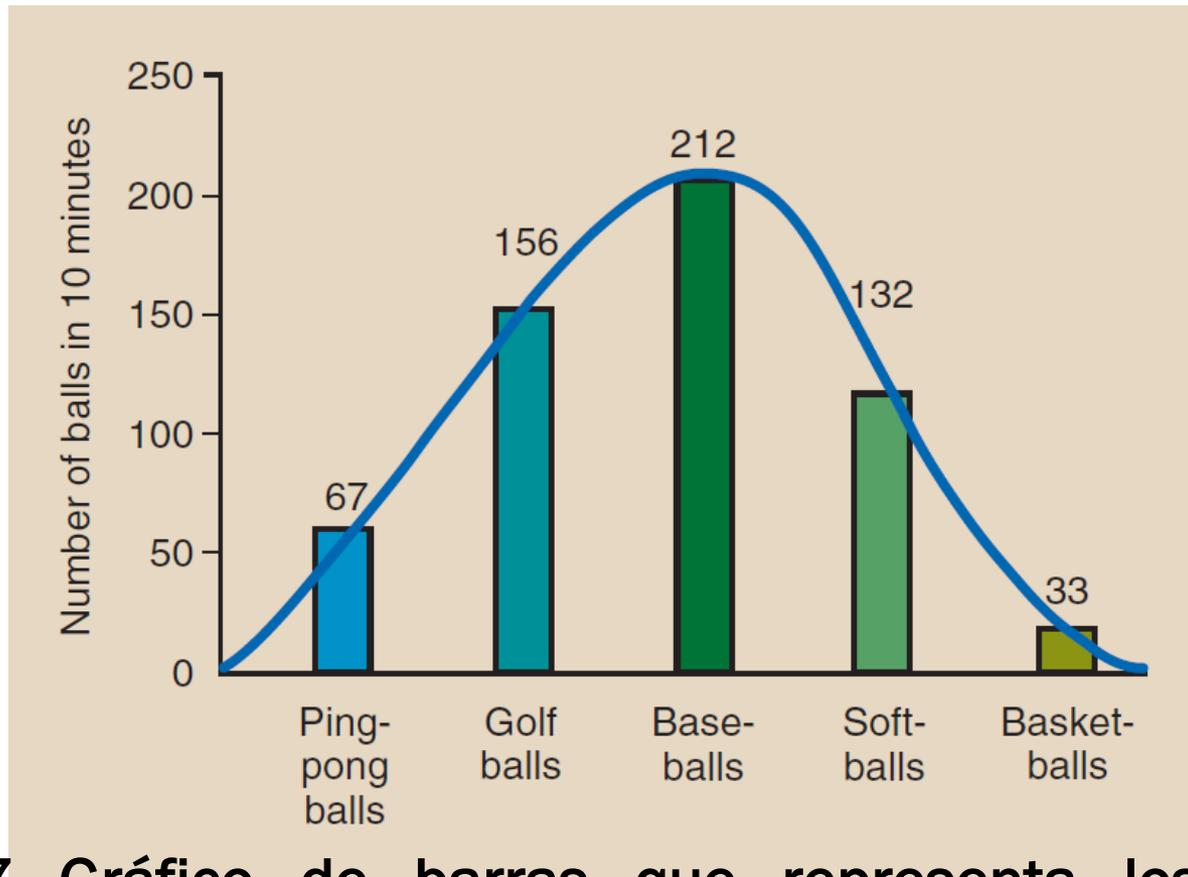 250
212
200
156
150
132
100
67
50
33
0
Number of balls in 10 minutes
Ping-
pong
balls
Golf
balls
Base-
balls
Soft-
balls
Basket-
balls
Gráfico de barras que representa los